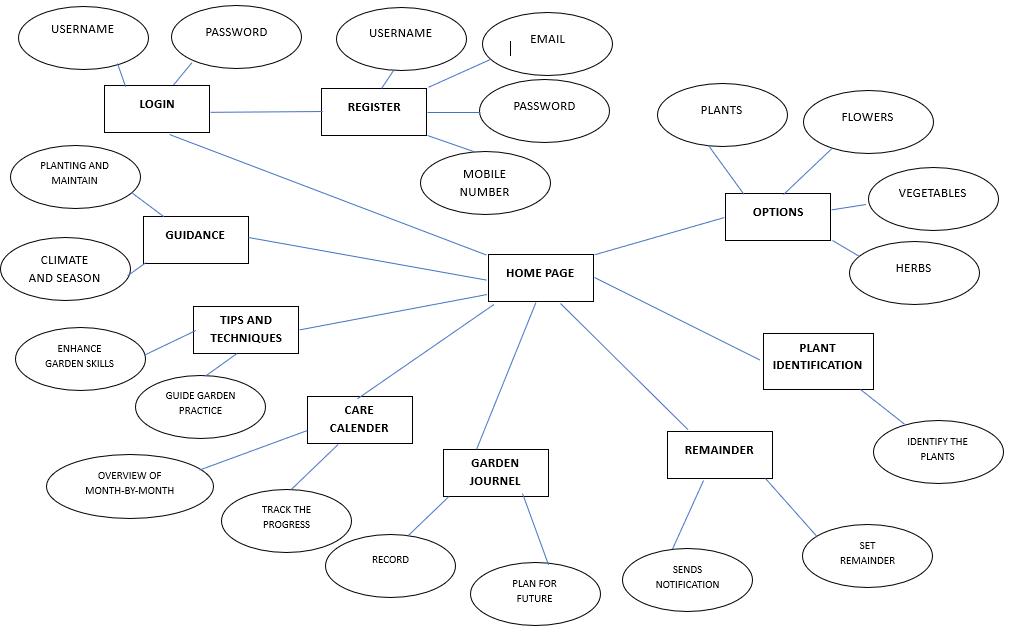 USERNAME
PASSWORD
USERNAME
EMAIL
LOGIN
REGISTER
PASSWORD
MOBILE
NUMBER
PLANTS
FLOWERS
VEGETABLES
HERBS
OPTIONS
PLANTING AND
MAINTAIN
GUIDANCE
CLIMATE
AND SEASON
HOME PAGE
TIPS AND
TECHNIQUES
ENHANCE
GARDEN SKILLS
GUIDE GARDEN
PRACTICE
PLANT
IDENTIFICATION
IDENTIFY THE
PLANTS
CARE
CALENDER
OVERVIEW OF
MONTH-BY-MONTH
TRACK THE
PROGRESS
GARDEN
JOURNEL
RECORD
PLAN FOR
FUTURE
REMAINDER
SENDS
NOTIFICATION
SET
REMAINDER